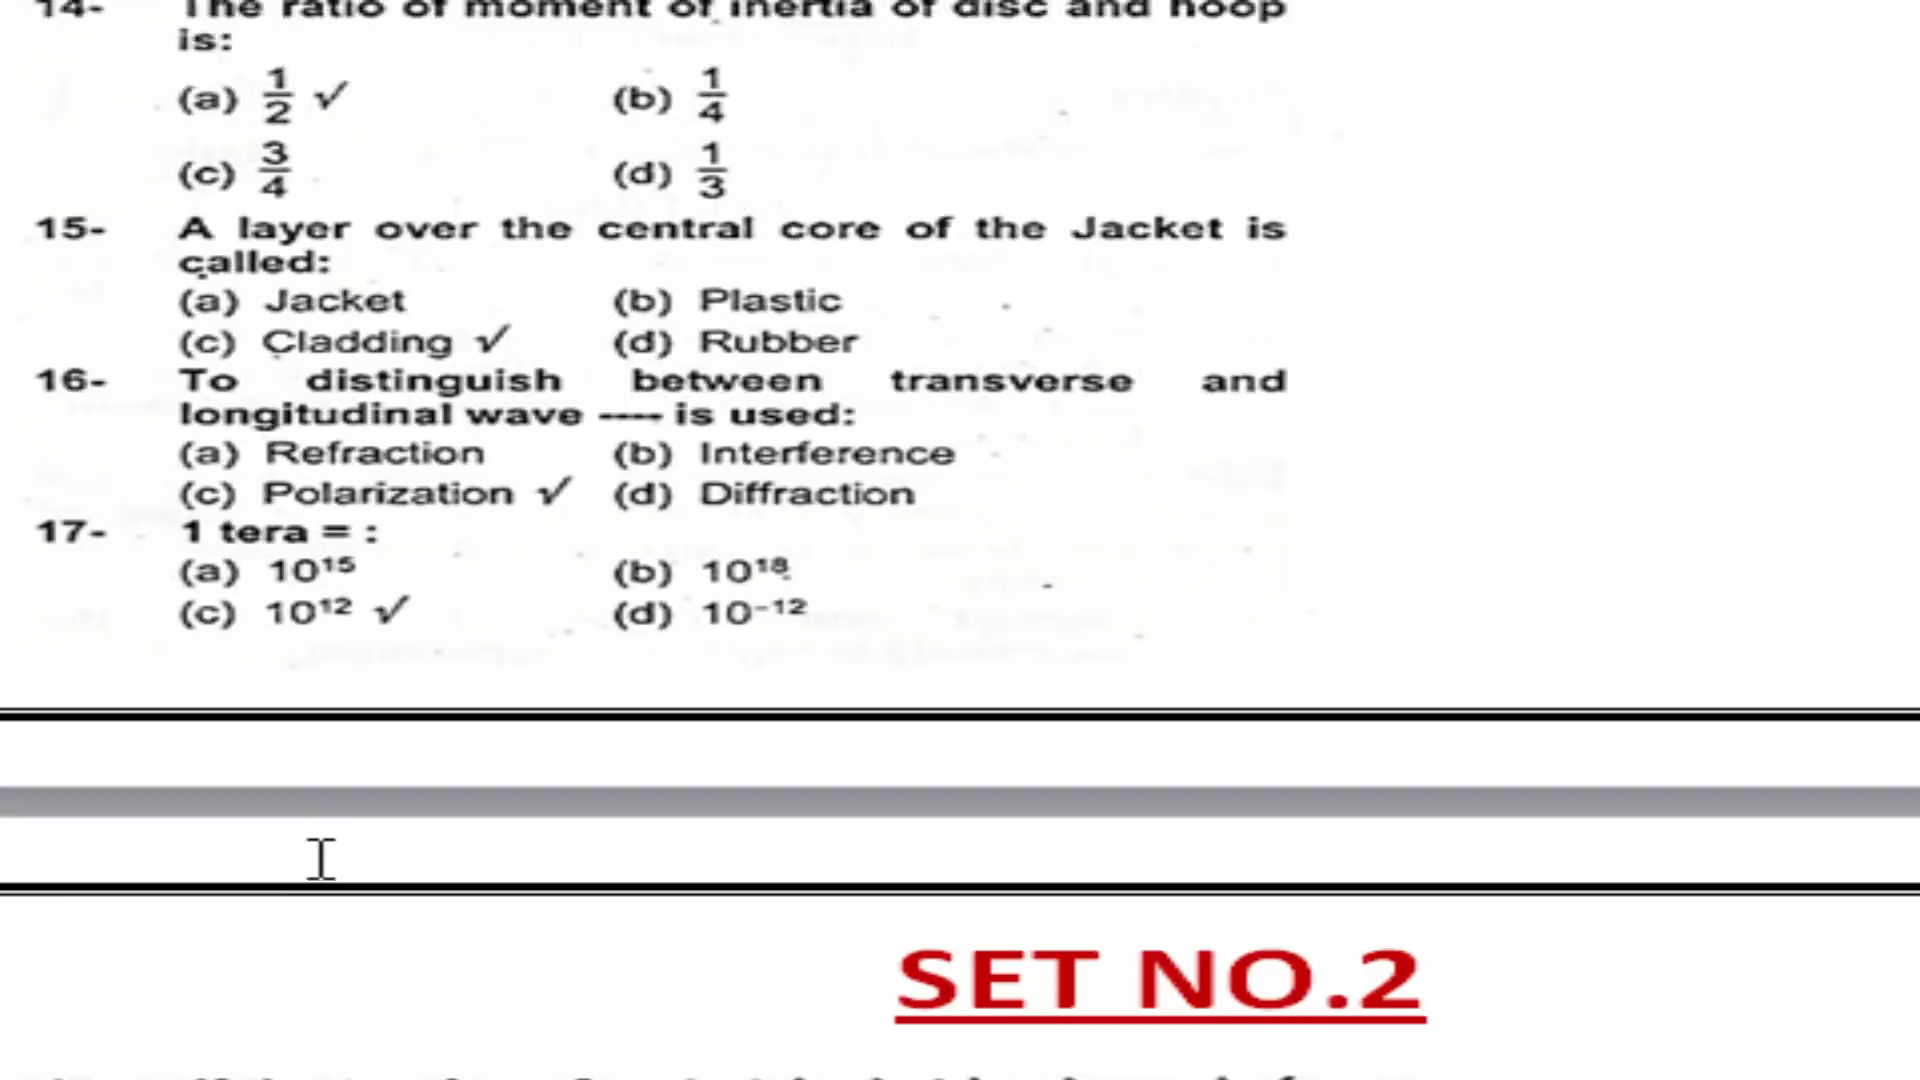 14- The ratio of moment of inertia of disc and hoop
is:
(a) 1/2 ✓ (b) 1/4
(c) 3/4 (d) 1/3
15- A layer over the central core of the Jacket is
called:
(a) Jacket (b) Plastic
(c) Cladding ✓ (d) Rubber
16- To distinguish between transverse and
longitudinal wave ---- is used:
(a) Refraction (b) Interference
(c) Polarization ✓ (d) Diffraction
17- 1 tera = :
(a) 10¹⁵ (b) 10¹⁸
(c) 10¹² ✓ (d) 10⁻¹²
SET NO.2